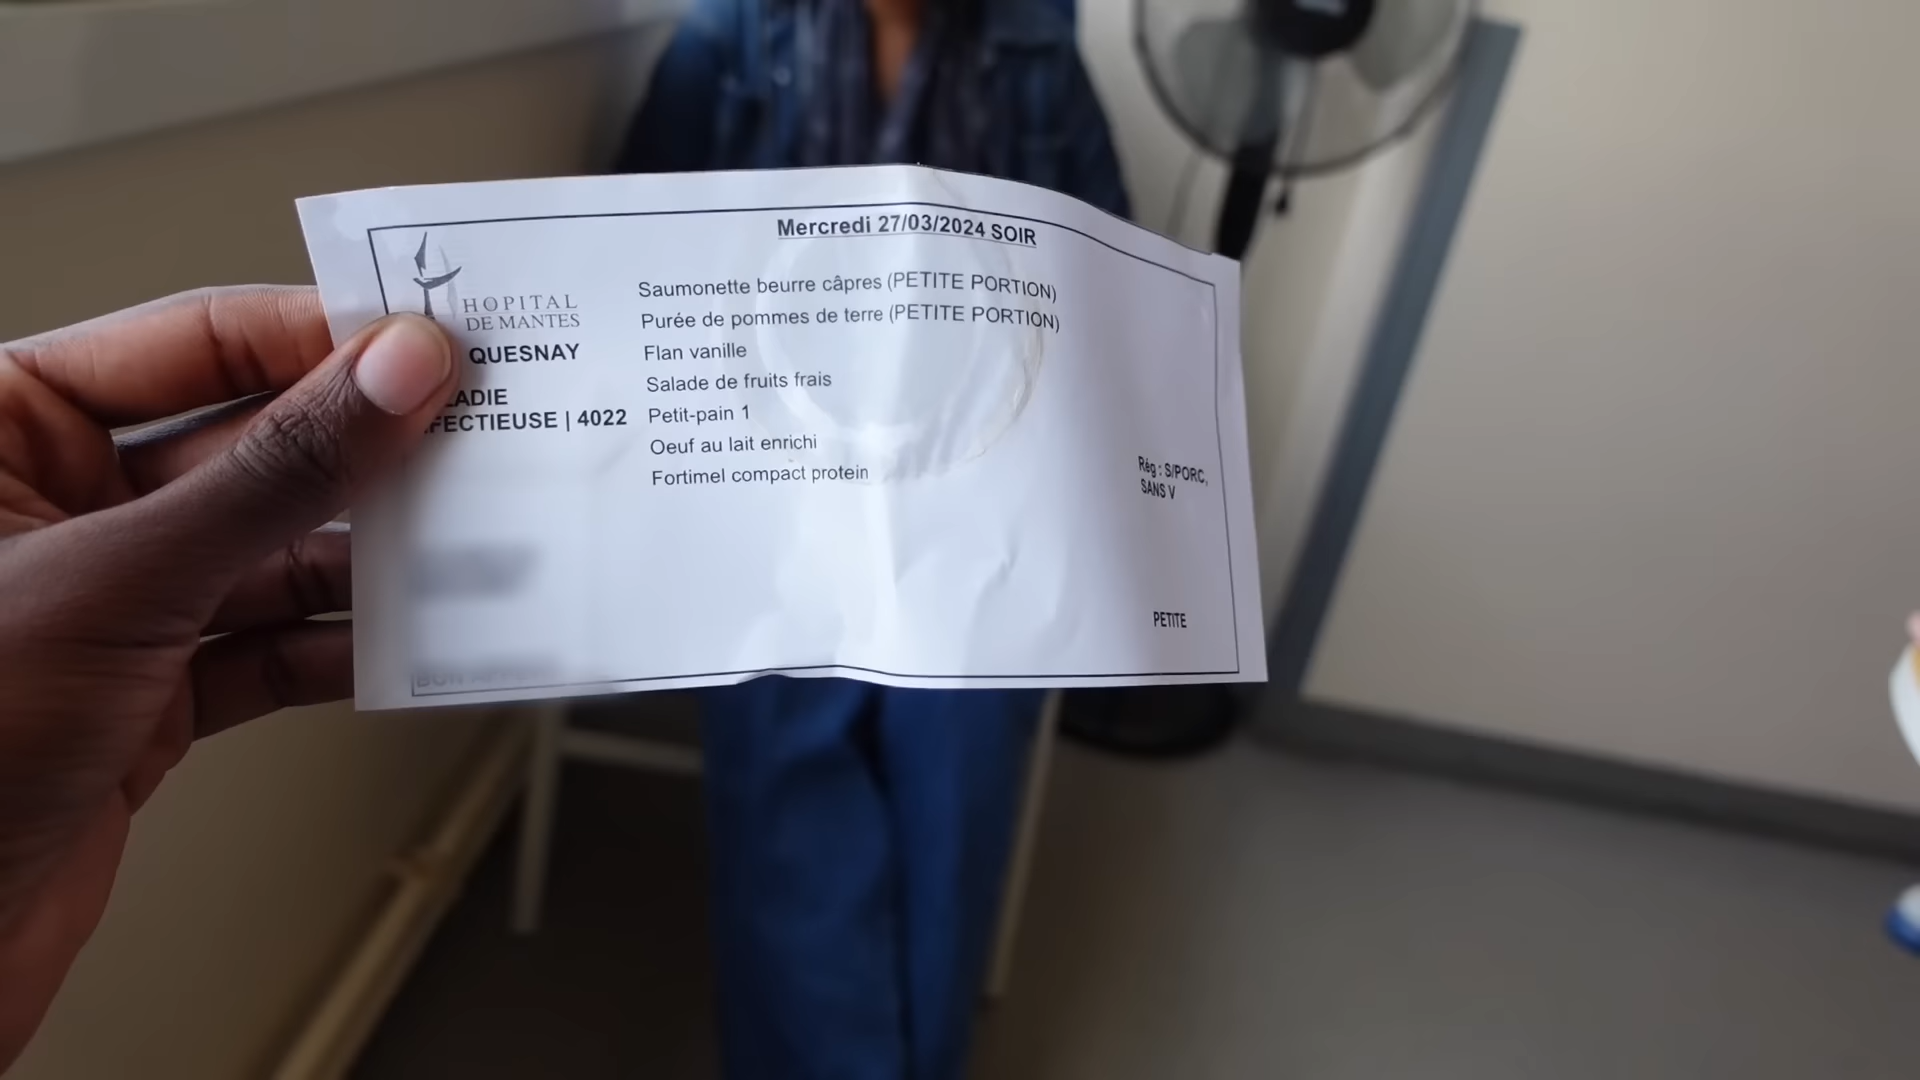 Mercredi 27/03/2024 SOIR
HOPITAL
DE MANTES
QUESNAY
LADIE
FECTIEUSE | 4022
Saumonette beurre câpres (PETITE PORTION)
Purée de pommes de terre (PETITE PORTION)
Flan vanille
Salade de fruits frais
Petit-pain 1
Oeuf au lait enrichi
Fortimel compact protein
Rég : S/PORC,
SANS V
PETITE